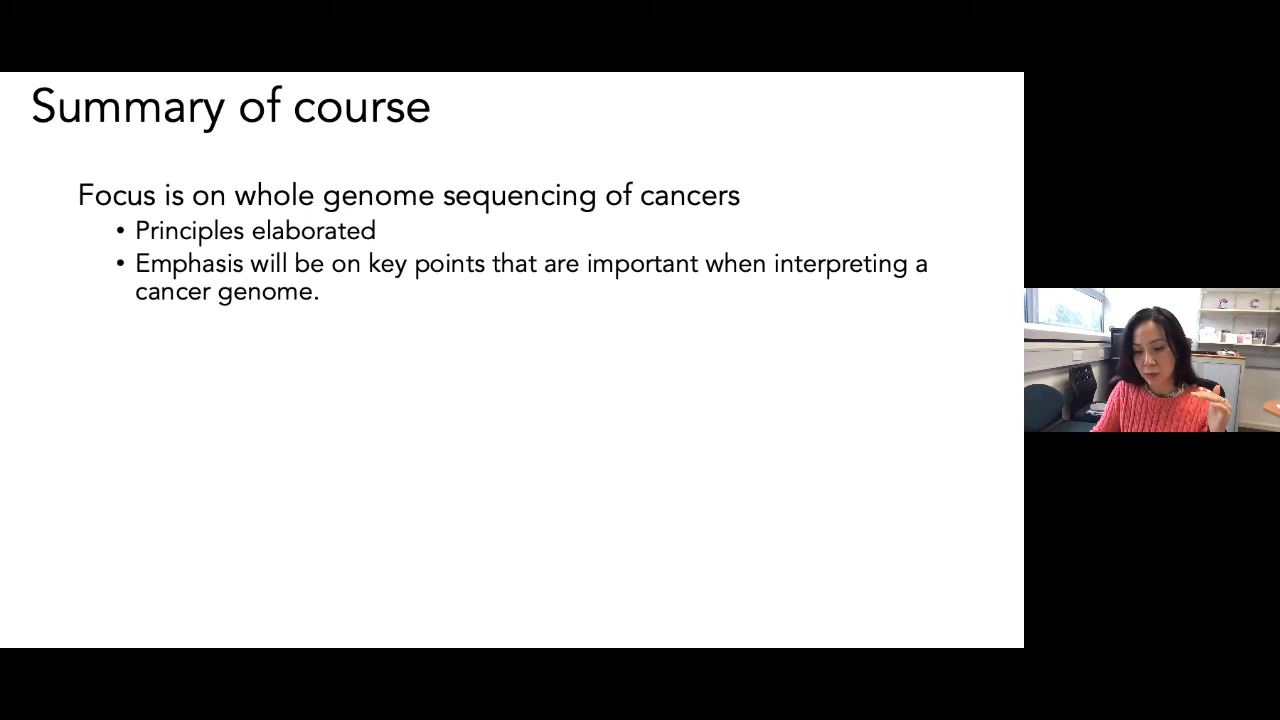 Summary of course
Focus is on whole genome sequencing of cancers
• Principles elaborated
• Emphasis will be on key points that are important when interpreting a
cancer genome.